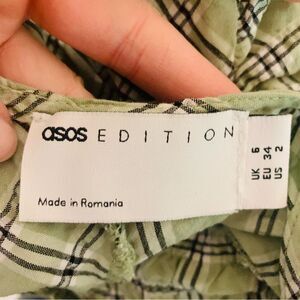 asos EDITION
Made in Romania
UK 6
EU 34
US 2